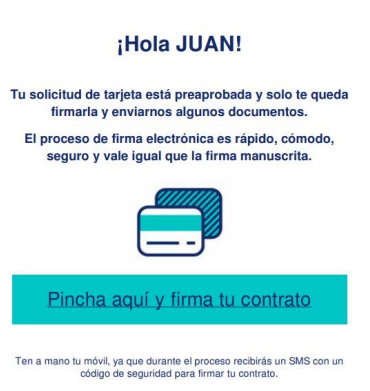 ¡Hola JUAN!
Tu solicitud de tarjeta está preaprobada y solo te queda
firmarla y enviarnos algunos documentos.
El proceso de firma electrónica es rápido, cómodo,
seguro y vale igual que la firma manuscrita.
Pincha aquí y firma tu contrato
Ten a mano tu móvil, ya que durante el proceso recibirás un SMS con un
código de seguridad para firmar tu contrato.